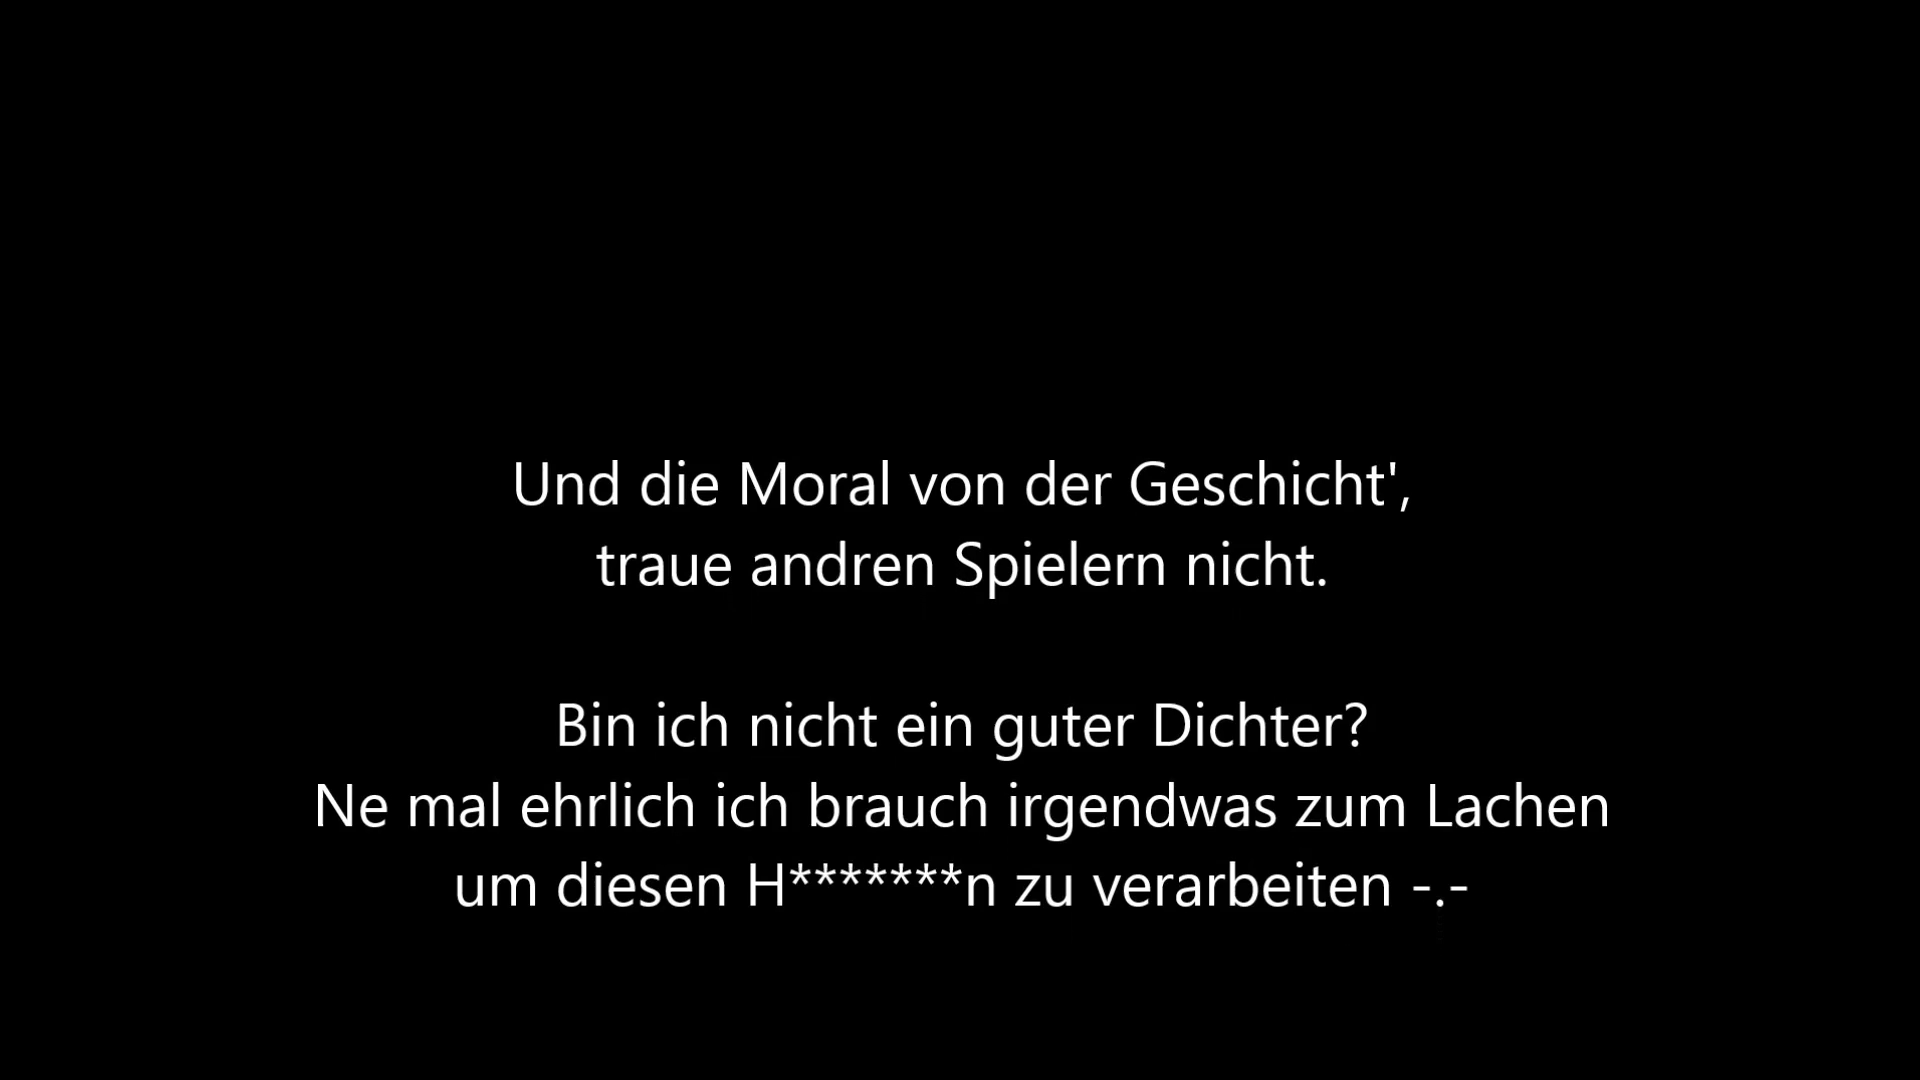 Und die Moral von der Geschicht',
traue andren Spielern nicht.
Bin ich nicht ein guter Dichter?
Ne mal ehrlich ich brauch irgendwas zum Lachen
um diesen H*******n zu verarbeiten -.-